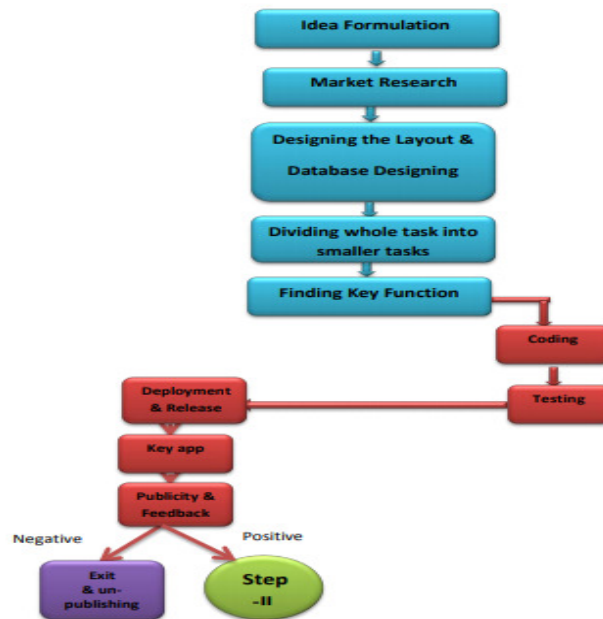 Idea Formulation
Market Research
Designing the Layout &
Database Designing
Dividing whole task into
smaller tasks
Finding Key Function
Coding
Testing
Deployment
& Release
Key app
Publicity &
Feedback
Negative
Positive
Exit
& un-
publishing
Step
-II